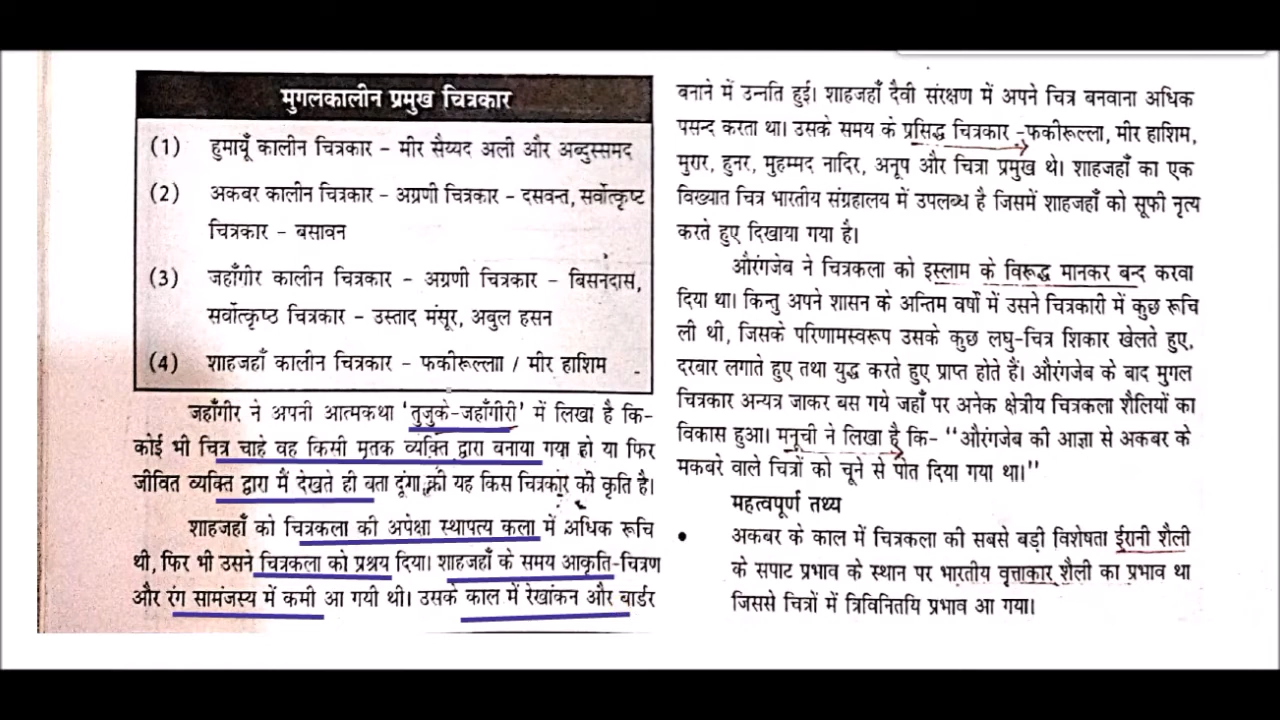 मुगलकालीन प्रमुख चित्रकार
(1) हुमायूँ कालीन चित्रकार – मीर सैय्यद अली और अब्दुस्समद
(2) अकबर कालीन चित्रकार – अग्रणी चित्रकार – दसवन्त, सर्वोत्कृष्ट
चित्रकार – बसावन
(3) जहाँगीर कालीन चित्रकार – अग्रणी चित्रकार – बिसनदास,
सर्वोत्कृष्ठ चित्रकार – उस्ताद मंसूर, अबुल हसन
(4) शाहजहाँ कालीन चित्रकार – फकीरूल्लाा / मीर हाशिम
जहाँगीर ने अपनी आत्मकथा 'तुजुके-जहाँगीरी' में लिखा है कि-
कोई भी चित्र चाहे वह किसी मृतक व्यक्ति द्वारा बनाया गया हो या फिर
जीवित व्यक्ति द्वारा मैं देखते ही बता दूंगा की यह किस चित्रकार की कृति है।
शाहजहाँ को चित्रकला की अपेक्षा स्थापत्य कला में अधिक रूचि
थी, फिर भी उसने चित्रकला को प्रश्रय दिया। शाहजहाँ के समय आकृति-चित्रण
और रंग सामंजस्य में कमी आ गयी थी। उसके काल में रेखांकन और बार्डर
बनाने में उन्नति हुई। शाहजहाँ दैवी संरक्षण में अपने चित्र बनवाना अधिक
पसन्द करता था। उसके समय के प्रसिद्ध चित्रकार -फकीरूल्ला, मीर हाशिम,
मुरार, हुनर, मुहम्मद नादिर, अनूप और चित्रा प्रमुख थे। शाहजहाँ का एक
विख्यात चित्र भारतीय संग्रहालय में उपलब्ध है जिसमें शाहजहाँ को सूफी नृत्य
करते हुए दिखाया गया है।
औरंगजेब ने चित्रकला को इस्लाम के विरूद्ध मानकर बन्द करवा
दिया था। किन्तु अपने शासन के अन्तिम वर्षो में उसने चित्रकारी में कुछ रूचि
ली थी, जिसके परिणामस्वरूप उसके कुछ लघु-चित्र शिकार खेलते हुए,
दरबार लगाते हुए तथा युद्ध करते हुए प्राप्त होते हैं। औरंगजेब के बाद मुगल
चित्रकार अन्यत्र जाकर बस गये जहाँ पर अनेक क्षेत्रीय चित्रकला शैलियों का
विकास हुआ। मनूची ने लिखा है कि- "औरंगजेब की आज्ञा से अकबर के
मकबरे वाले चित्रों को चूने से पोत दिया गया था।"
महत्वपूर्ण तथ्य
• अकबर के काल में चित्रकला की सबसे बड़ी विशेषता ईरानी शैली
के सपाट प्रभाव के स्थान पर भारतीय वृत्ताकार शैली का प्रभाव था
जिससे चित्रों में त्रिविनितयि प्रभाव आ गया।